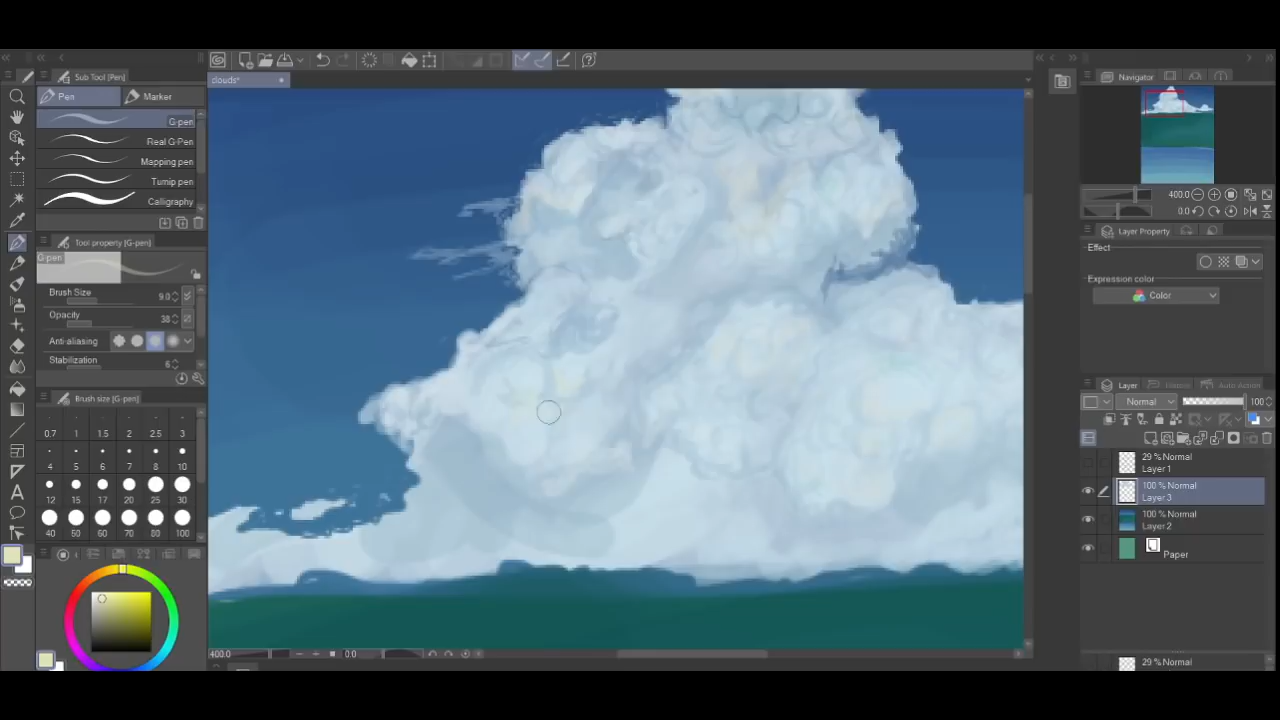 clouds*
Sub Tool [Pen]
Pen
Marker
G-pen
Real G-Pen
Mapping pen
Turnip pen
Calligraphy
Tool property [G-pen]
G-pen
Brush Size 9.0
Opacity 38
Anti-aliasing
Stabilization 6
Brush size [G-pen]
0.7 1 1.5 2 2.5 3
4 5 6 7 8 10
12 15 17 20 25 30
40 50 60 70 80 100
400.0 0.0
Navigator
400.0
0.0
Layer Property
Effect
Expression color
Color
Layer
Auto Action
Normal 100
29 % Normal
Layer 1
100 % Normal
Layer 3
100 % Normal
Layer 2
Paper
29 % Normal